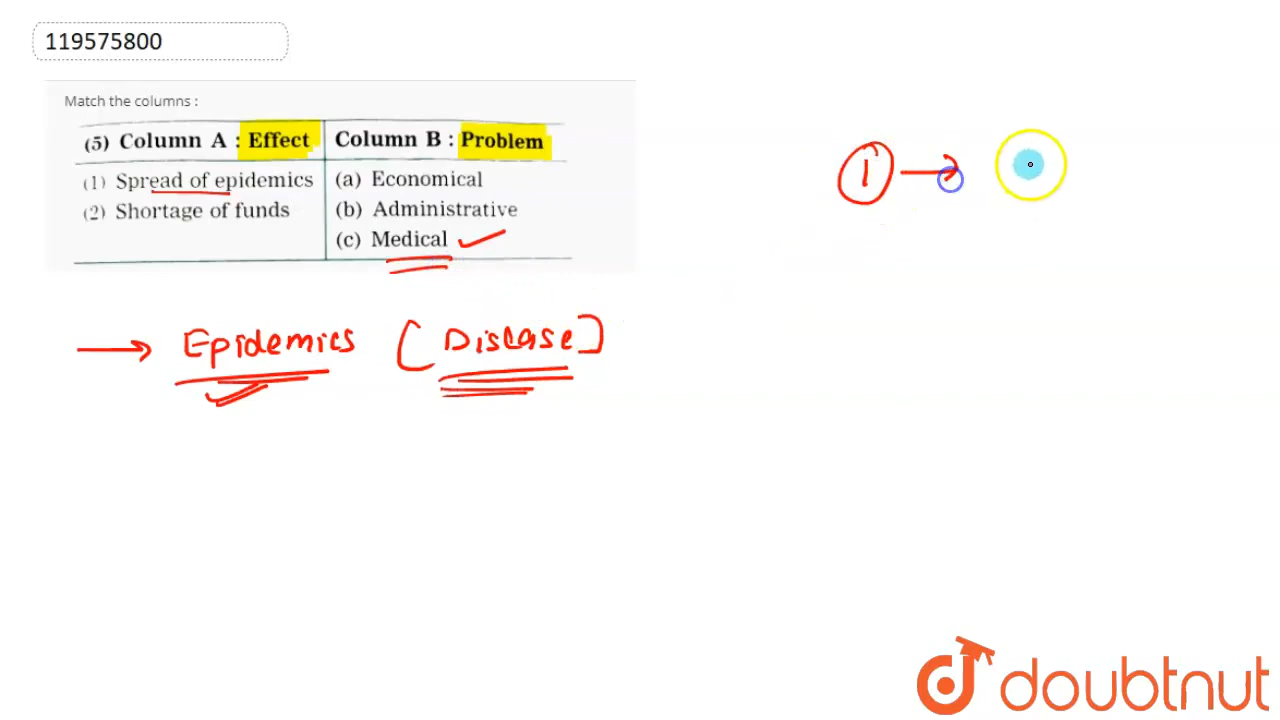 119575800
Match the columns :
(5) Column A : Effect Column B : Problem
(1) Spread of epidemics (a) Economical
(2) Shortage of funds (b) Administrative
(c) Medical
1 →
→ Epidemics (Disease]
doubtnut